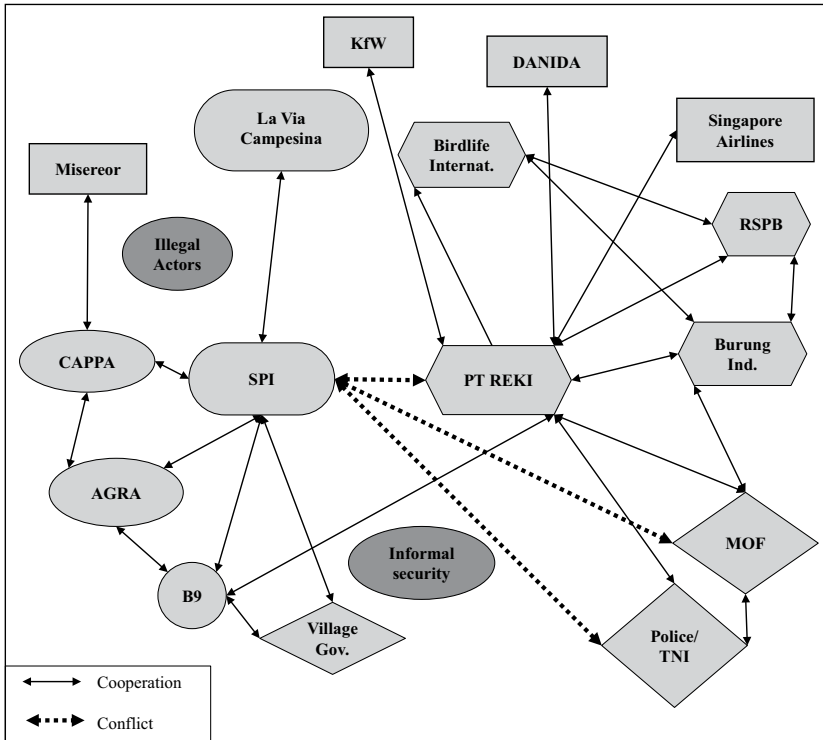 KfW
DANIDA
La Via
Campesina
Birdlife
Internat.
Singapore
Airlines
Misereor
RSPB
Illegal
Actors
CAPPA
SPI
PT REKI
Burung
Ind.
AGRA
MOF
Informal
security
B9
Village
Gov.
Police/
TNI
Cooperation
Conflict